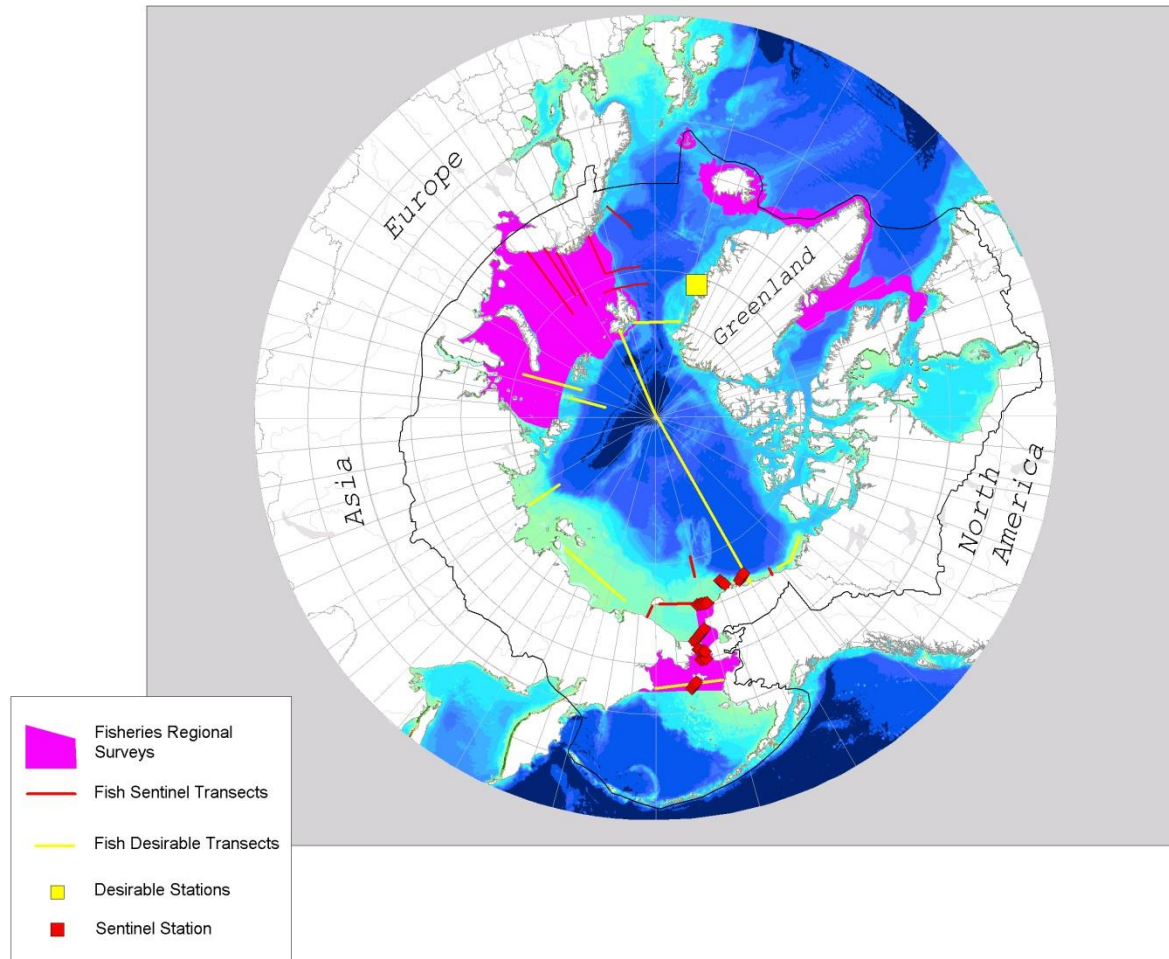 Europe
Greenland
Asia
North
America
Fisheries Regional
Surveys
Fish Sentinel Transects
Fish Desirable Transects
Desirable Stations
Sentinel Station